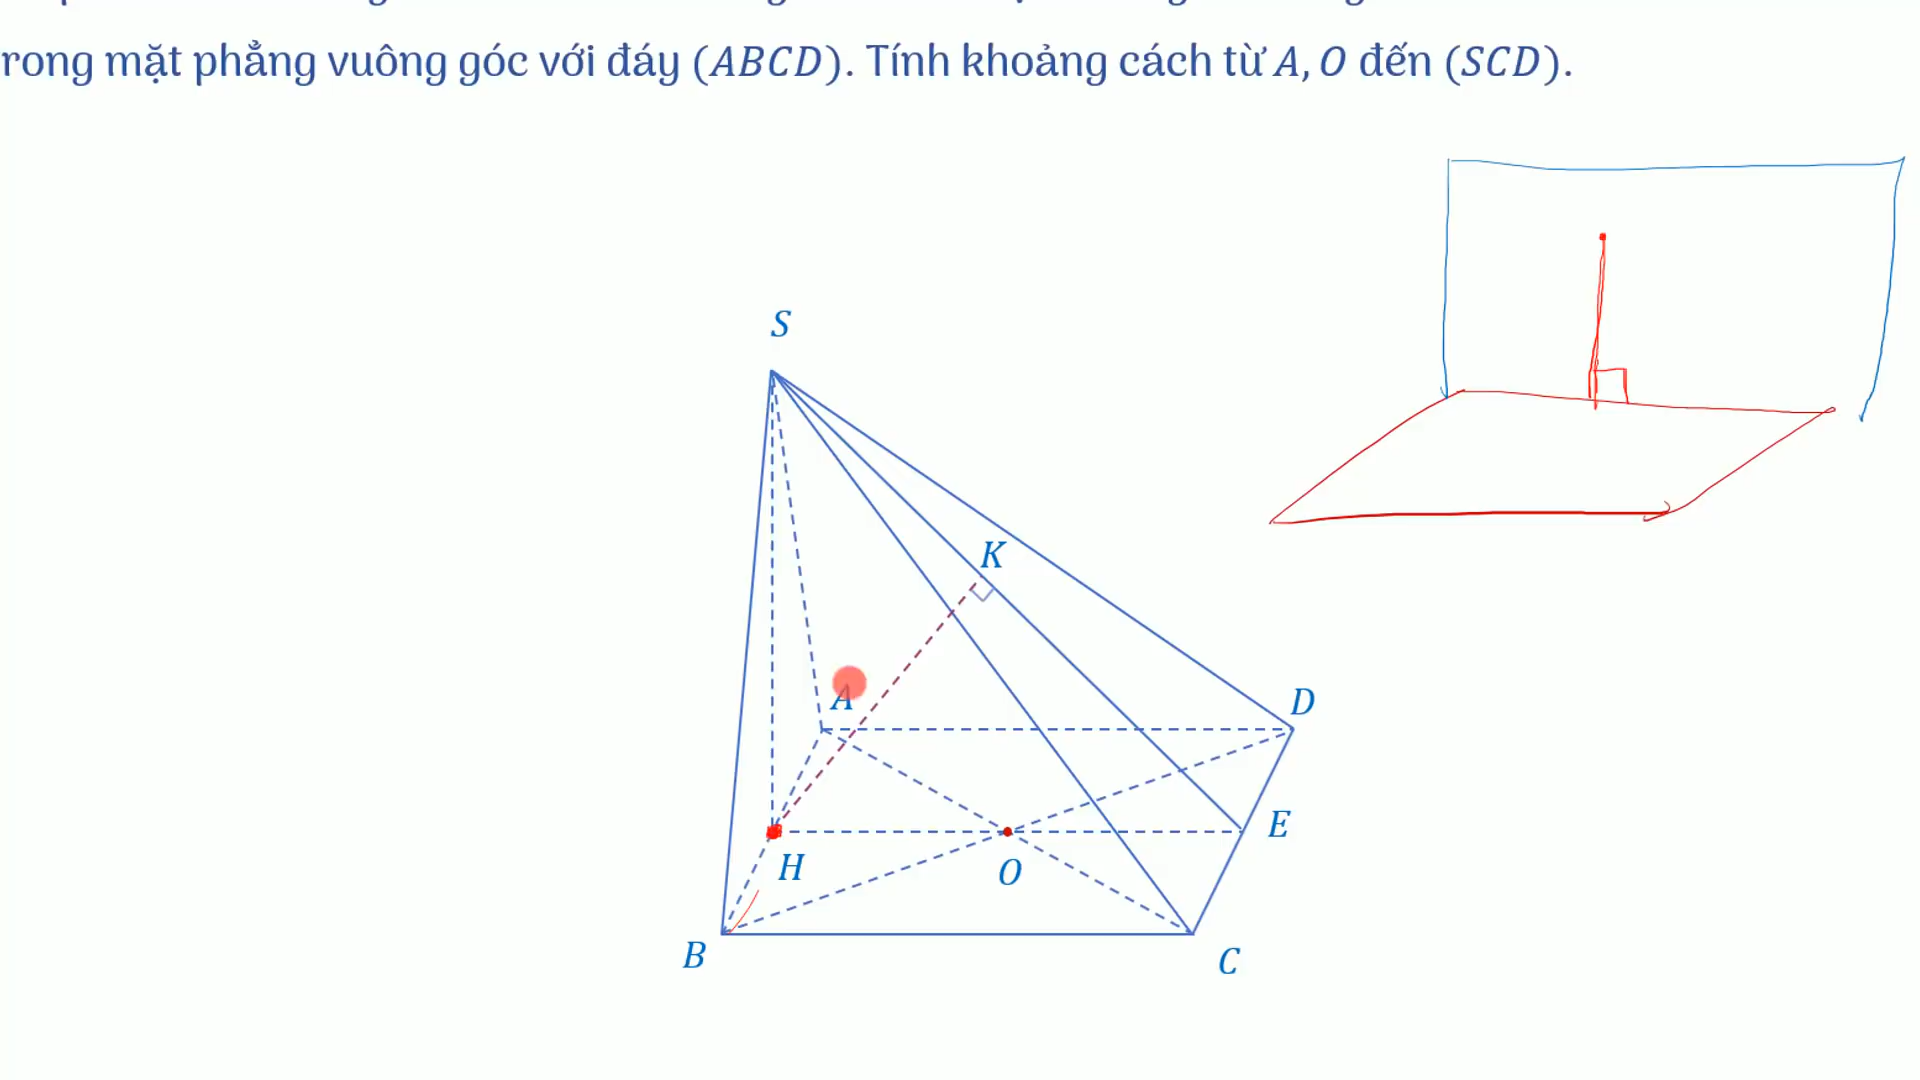 rong mặt phẳng vuông góc với đáy (ABCD). Tính khoảng cách từ A, O đến (SCD).
S
K
A
D
E
H
O
B
C